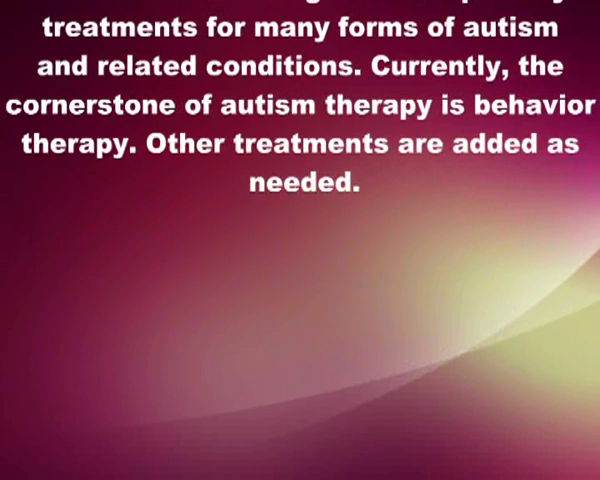 treatments for many forms of autism
and related conditions. Currently, the
cornerstone of autism therapy is behavior
therapy. Other treatments are added as
needed.